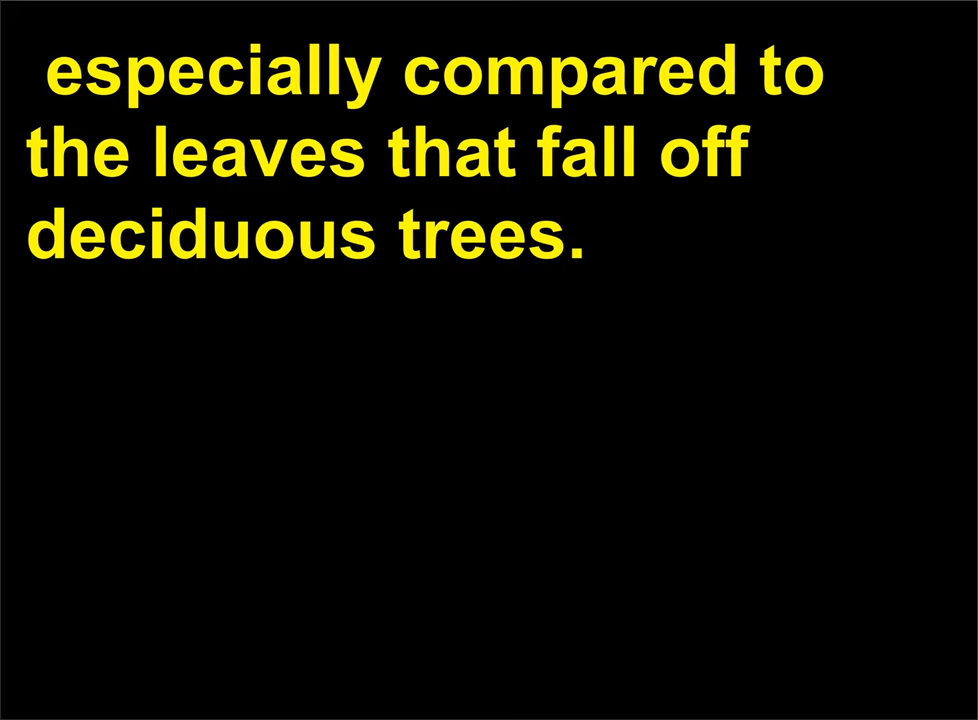 especially compared to
the leaves that fall off
deciduous trees.